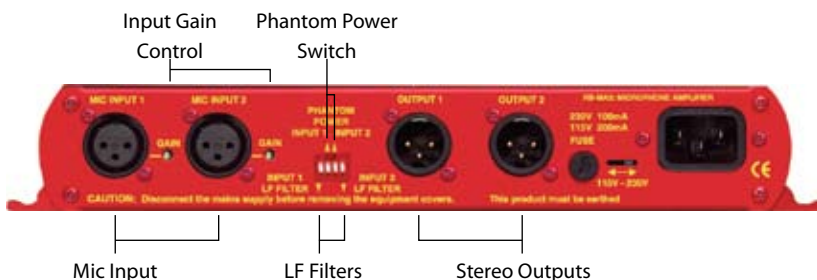 Input Gain Control
Phantom Power Switch
MIC INPUT 1
MIC INPUT 2
PHANTOM POWER
INPUT 1 INPUT 2
OUTPUT 1
OUTPUT 2
RB-MA2 MICROPHONE AMPLIFIER
230V 100mA
115V 200mA
FUSE
GAIN
GAIN
INPUT 1
LF FILTER
INPUT 2
LF FILTER
115V - 230V
CE
CAUTION: Disconnect the mains supply before removing the equipment covers.
This product must be earthed
Mic Input
LF Filters
Stereo Outputs